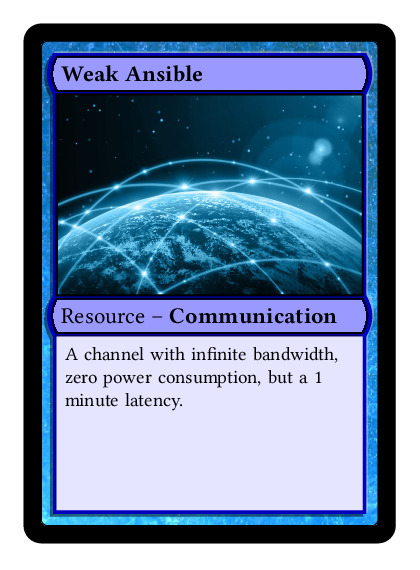 Weak Ansible
Resource – Communication
A channel with infinite bandwidth,
zero power consumption, but a 1
minute latency.